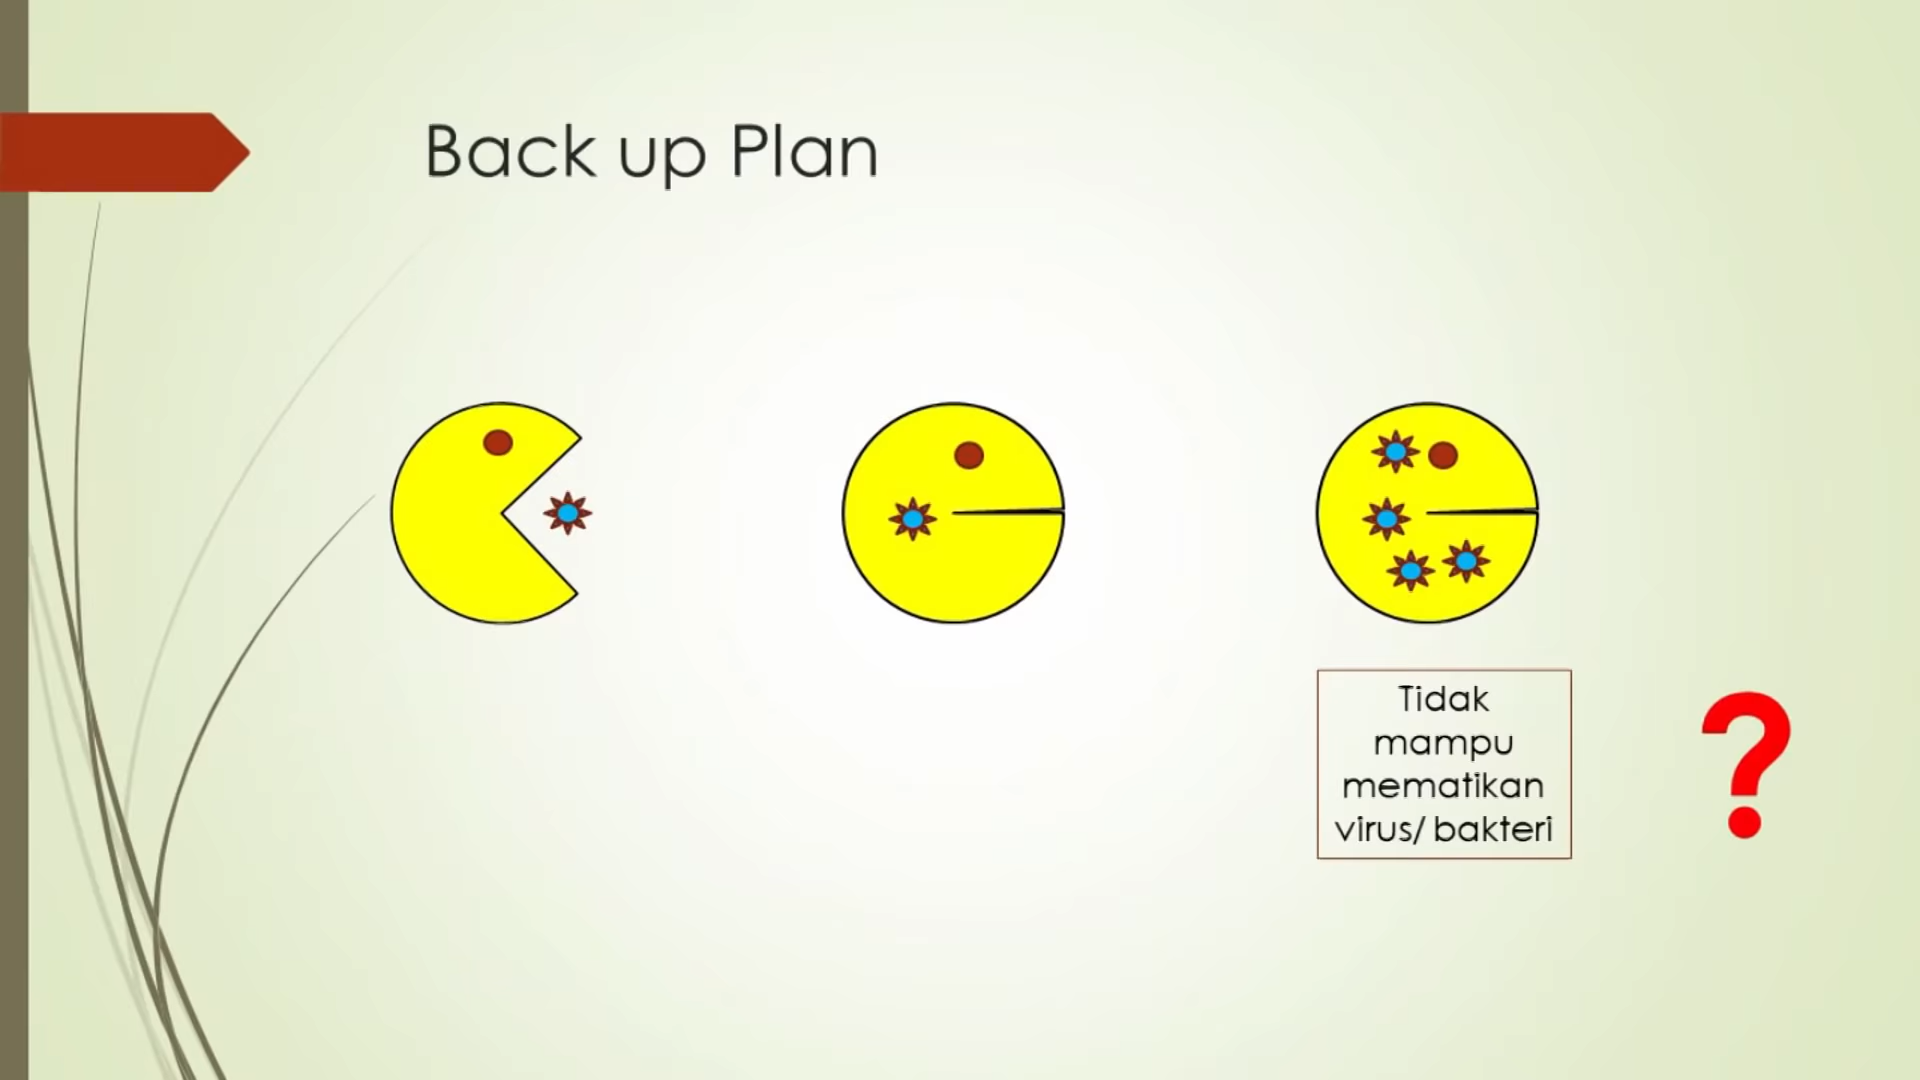 Back up Plan
Tidak
mampu
mematikan
virus/ bakteri
?